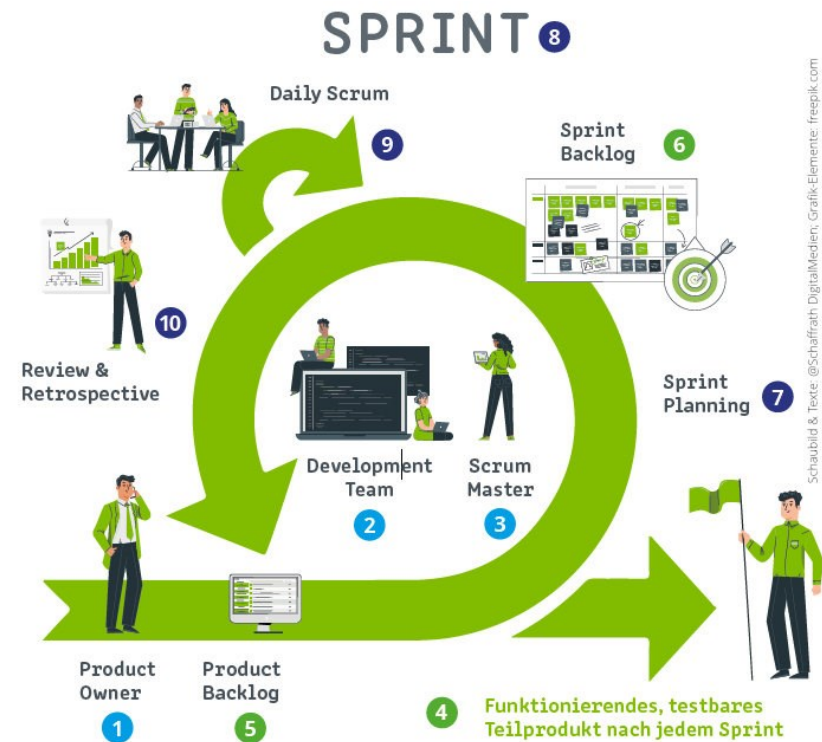 SPRINT 8
Daily Scrum
9
Sprint
Backlog
6
10
Review &
Retrospective
Sprint
Planning
7
Development
Team
2
Scrum
Master
3
Product
Owner
1
Product
Backlog
5
4
Funktionierendes, testbares
Teilprodukt nach jedem Sprint
Schaubild & Texte: @Schaffrath DigitalMedien; Grafik-Elemente: freepik.com